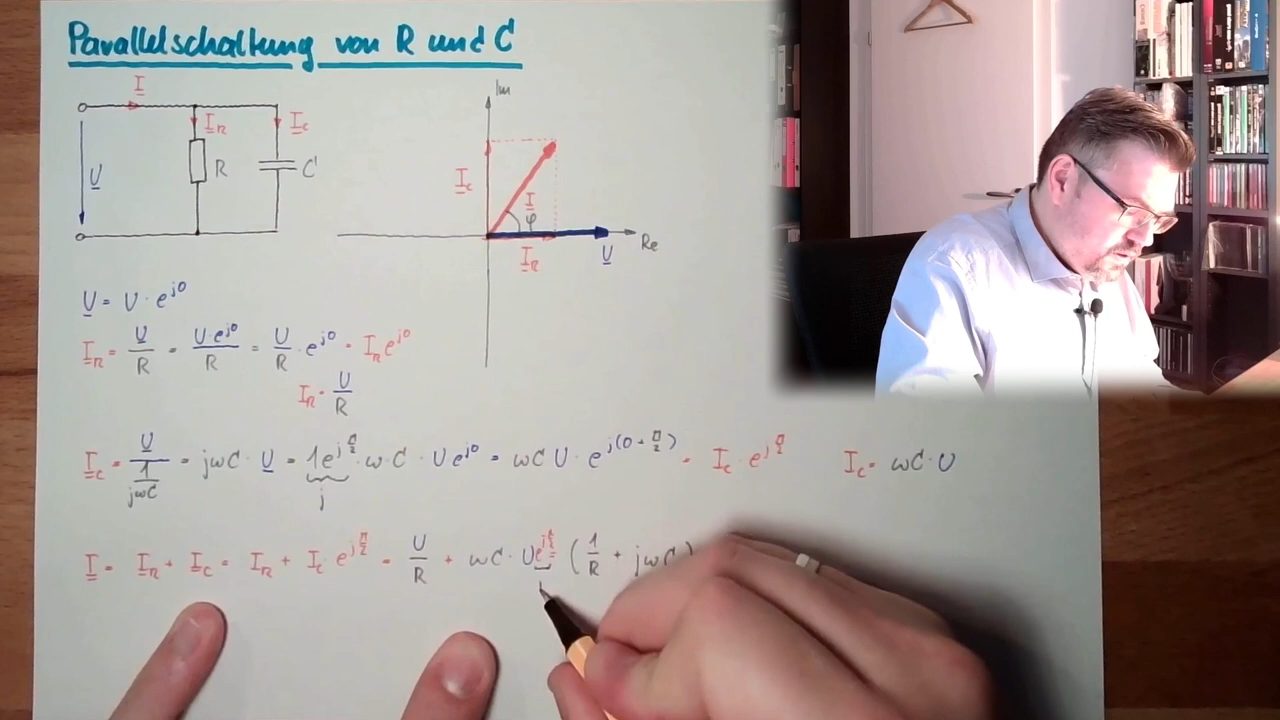 Parallelschaltung von R und C
I
I_R
I_C
R
C
U
Im
I_C
I
φ
I_R
U
Re
U = U · e^{j0}
I_R = U/R = U·e^{j0}/R = U/R · e^{j0} = I_R e^{j0}
I_R = U/R
I_C = U/(1/jωC) = jωC · U = 1e^{jπ/2} · ω · C · U e^{j0} = ωC U · e^{j(0+π/2)} = I_C · e^{jπ/2} I_C = ωC·U
j
I = I_R + I_C = I_R + I_C e^{jπ/2} = U/R + ωC · U e^{jπ/2} = (1/R + jωC)